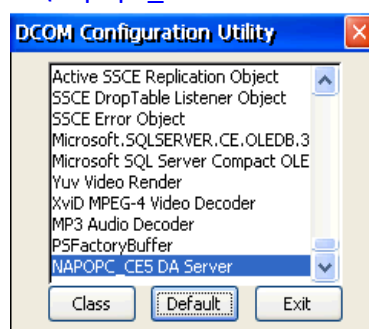 DCOM Configuration Utility
Active SSCE Replication Object
SSCE DropTable Listener Object
SSCE Error Object
Microsoft.SQLSERVER.CE.OLEDB.3
Microsoft SQL Server Compact OLE
Yuv Video Render
XviD MPEG-4 Video Decoder
MP3 Audio Decoder
PSFactoryBuffer
NAPOPC_CE5 DA Server
Class Default Exit